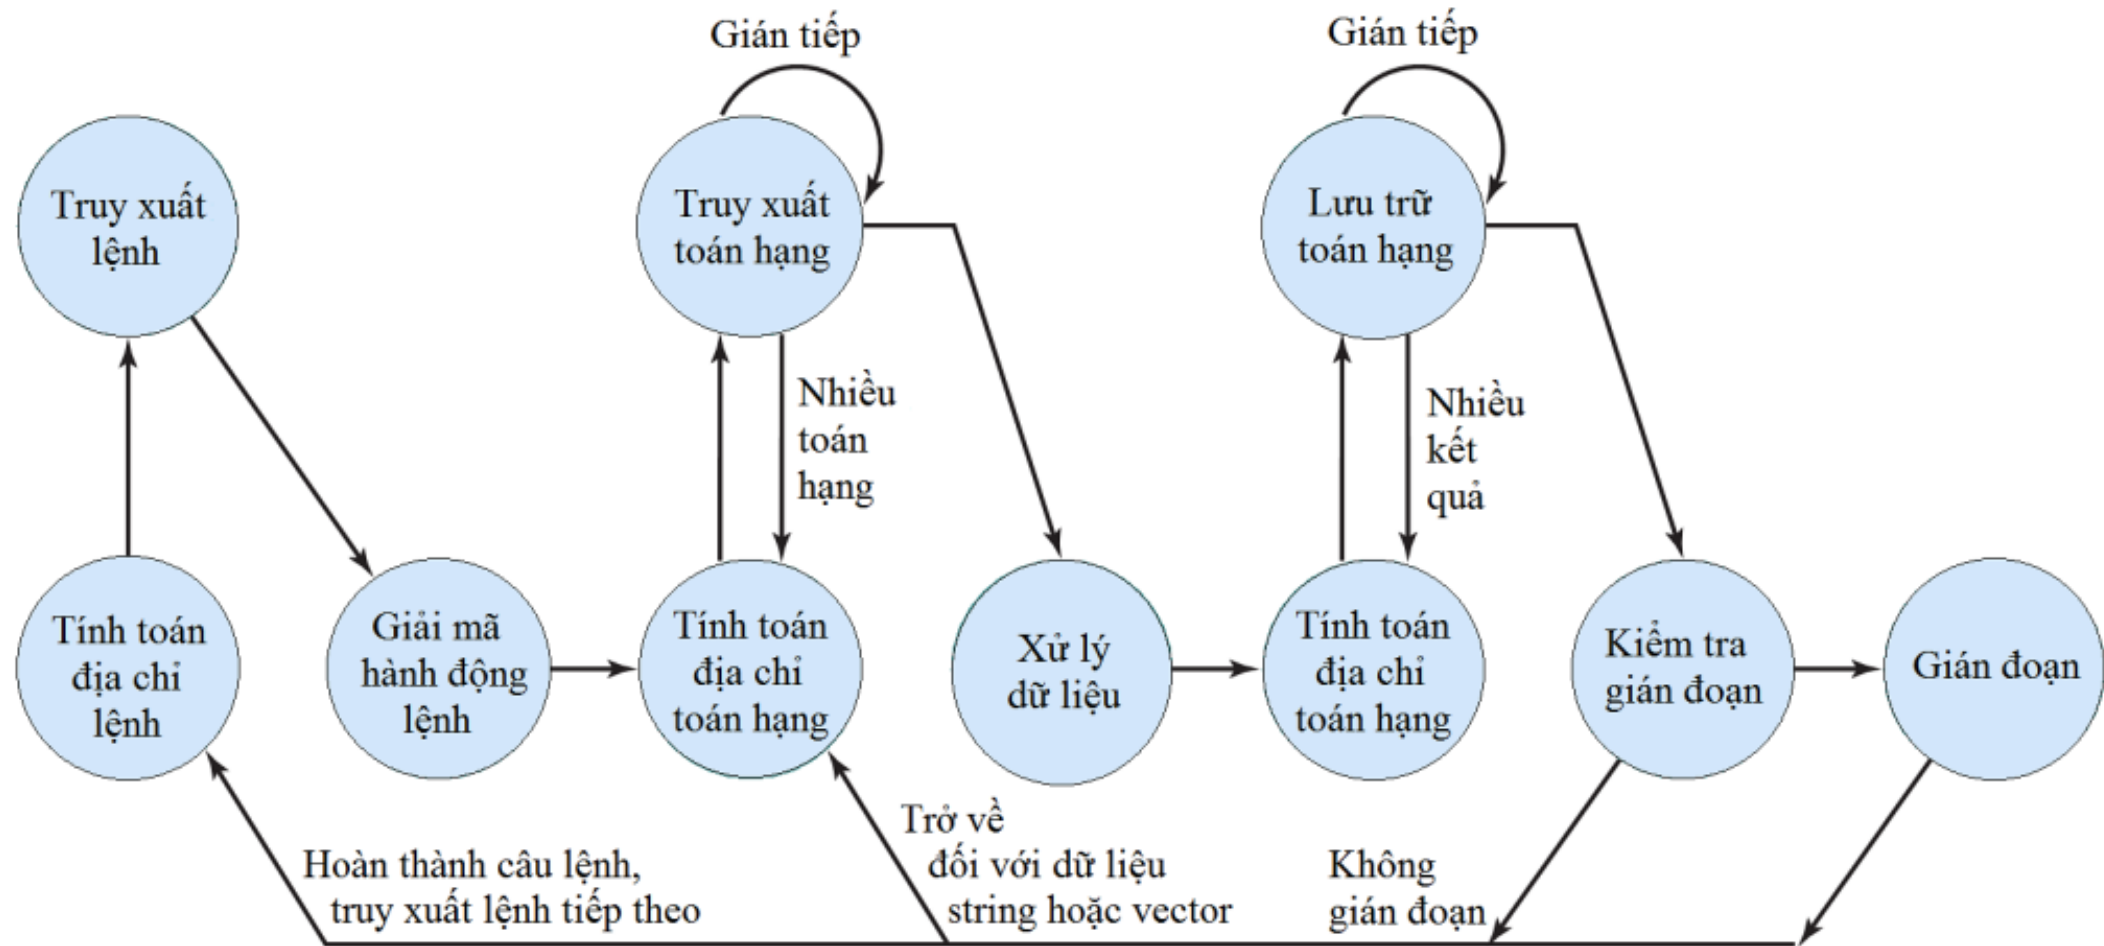 Gián tiếp
Gián tiếp
Truy xuất
lệnh
Truy xuất
toán hạng
Lưu trữ
toán hạng
Nhiều
toán
hạng
Nhiều
kết
quả
Tính toán
địa chỉ
lệnh
Giải mã
hành động
lệnh
Tính toán
địa chỉ
toán hạng
Xử lý
dữ liệu
Tính toán
địa chỉ
toán hạng
Kiểm tra
gián đoạn
Gián đoạn
Hoàn thành câu lệnh,
truy xuất lệnh tiếp theo
Trở về
đối với dữ liệu
string hoặc vector
Không
gián đoạn